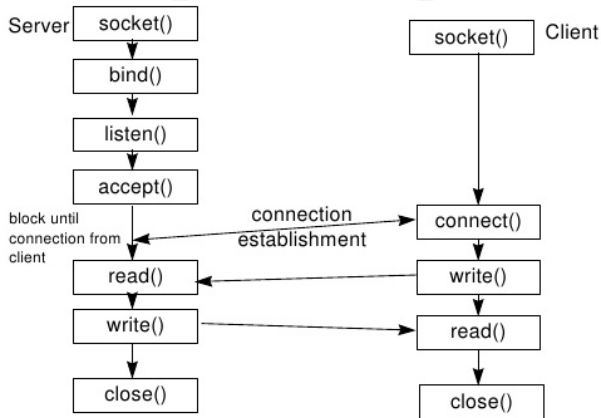 Server
socket()
bind()
listen()
accept()
block until
connection from
client
read()
write()
close()
connection
establishment
Client
socket()
connect()
write()
read()
close()